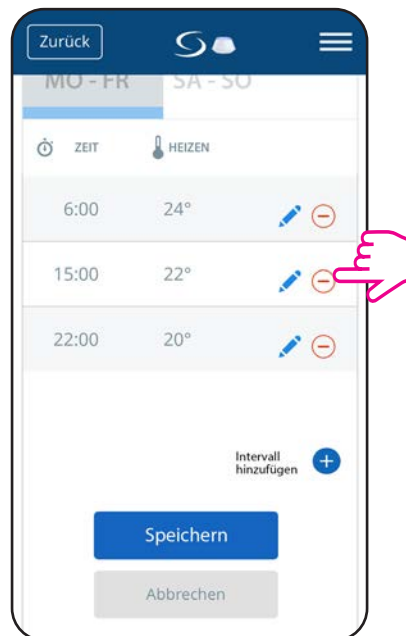 Zurück
MO - FR SA - SO
ZEIT HEIZEN
6:00 24°
15:00 22°
22:00 20°
Intervall
hinzufügen
Speichern
Abbrechen